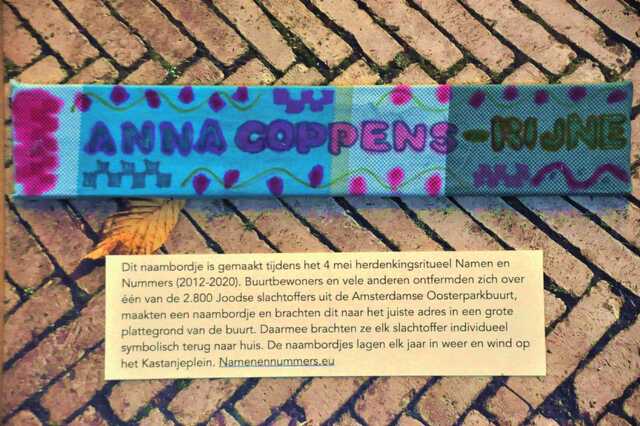 ANNA COPPENS-RIJNE
Dit naambordje is gemaakt tijdens het 4 mei herdenkingsritueel Namen en
Nummers (2012-2020). Buurtbewoners en vele anderen ontfermden zich over
één van de 2.800 Joodse slachtoffers uit de Amsterdamse Oosterparkbuurt,
maakten een naambordje en brachten dit naar het juiste adres in een grote
plattegrond van de buurt. Daarmee brachten ze elk slachtoffer individueel
symbolisch terug naar huis. De naambordjes lagen elk jaar in weer en wind op
het Kastanjeplein. Namenennummers.eu